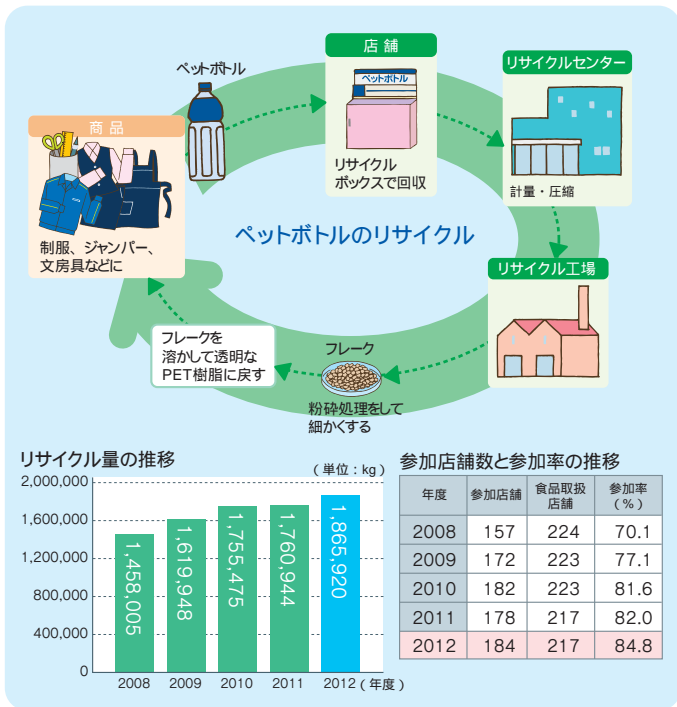 ペットボトル
店舗
ペットボトル
リサイクル
ボックスで回収
リサイクルセンター
計量・圧縮
商品
制服、ジャンパー、
文房具などに
ペットボトルのリサイクル
リサイクル工場
フレークを
溶かして透明な
PET樹脂に戻す
フレーク
粉砕処理をして
細かくする
リサイクル量の推移
(単位:kg)
2,000,000
1,600,000
1,200,000
800,000
400,000
0
1,458,005
1,619,948
1,755,475
1,760,944
1,865,920
2008 2009 2010 2011 2012(年度)
参加店舗数と参加率の推移
年度 参加店舗 食品取扱店舗 参加率(%)
2008 157 224 70.1
2009 172 223 77.1
2010 182 223 81.6
2011 178 217 82.0
2012 184 217 84.8